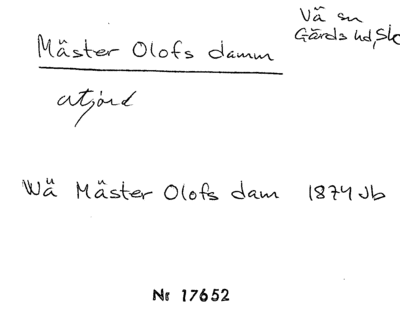 Vä sn
Gärds hd, Sk
Mäster Olofs damm
utjord
Wä Mäster Olofs dam 1874 Jb
Nr 17652